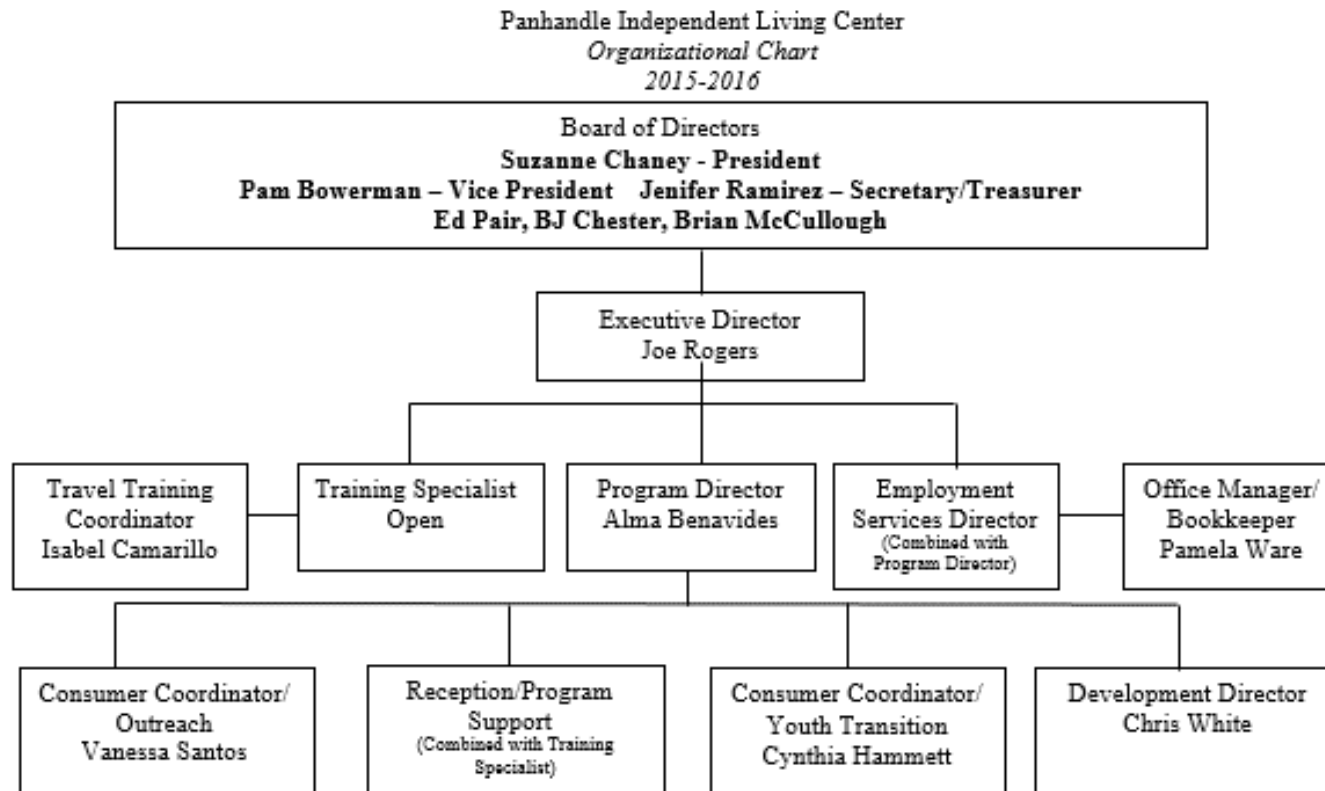 Panhandle Independent Living Center
Organizational Chart
2015-2016
Board of Directors
Suzanne Chaney - President
Pam Bowerman – Vice President Jenifer Ramirez – Secretary/Treasurer
Ed Pair, BJ Chester, Brian McCullough
Executive Director
Joe Rogers
Travel Training
Coordinator
Isabel Camarillo
Training Specialist
Open
Program Director
Alma Benavides
Employment
Services Director
(Combined with
Program Director)
Office Manager/
Bookkeeper
Pamela Ware
Consumer Coordinator/
Outreach
Vanessa Santos
Reception/Program
Support
(Combined with Training
Specialist)
Consumer Coordinator/
Youth Transition
Cynthia Hammett
Development Director
Chris White